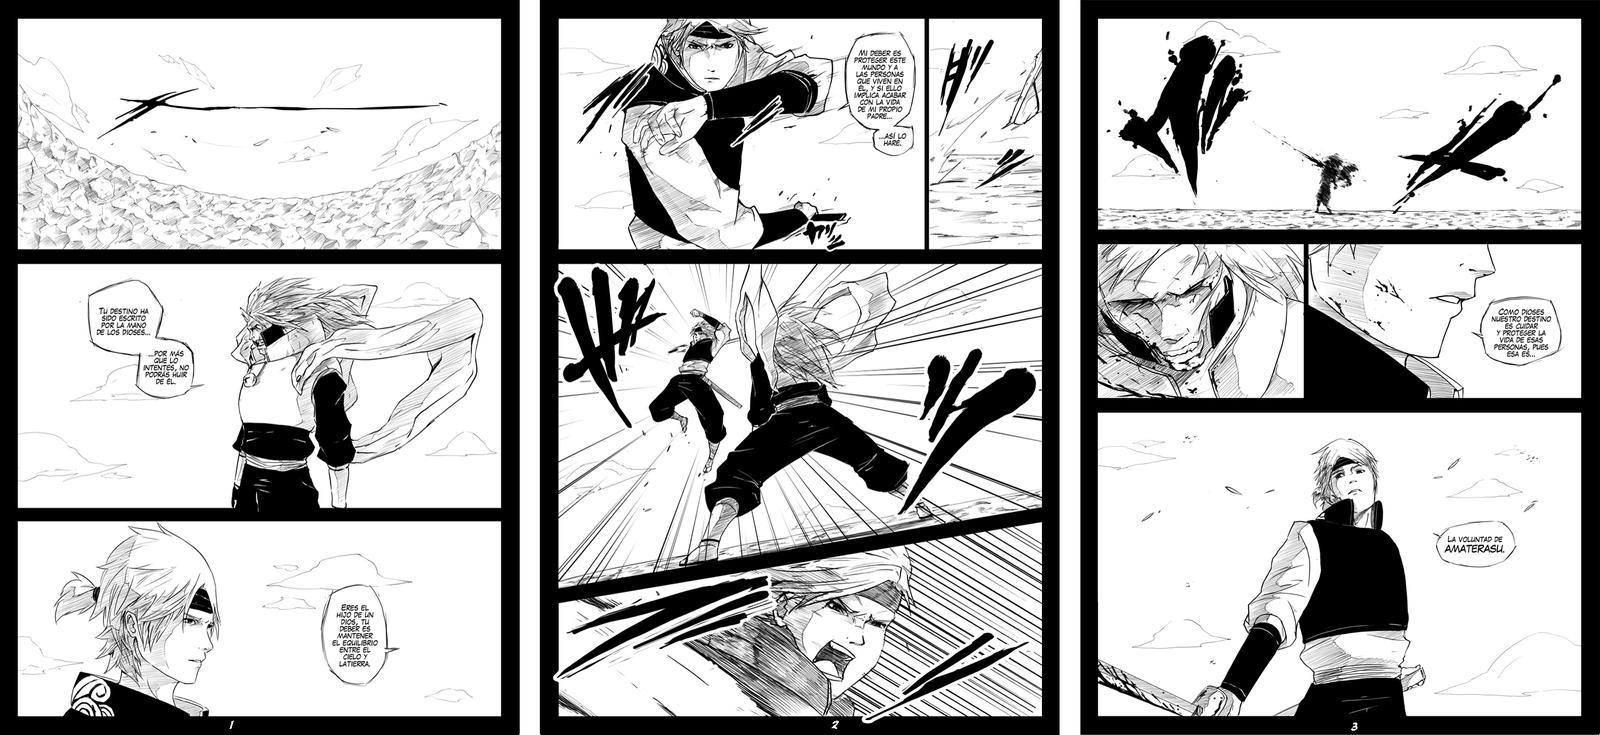 TU DESTINO HA
SIDO ESCRITO
POR LA MANO
DE LOS DIOSES...
...POR MÁS
QUE LO
INTENTES, NO
PODRÁS HUIR
DE ÉL.
ERES EL
HIJO DE UN
DIOS, TU
DEBER ES
MANTENER
EL EQUILIBRIO
ENTRE EL
CIELO Y
LATIERRA.
1
MI DEBER ES
PROTEGER ESTE
MUNDO Y A
LAS PERSONAS
QUE VIVEN EN
ÉL, Y SI ELLO
IMPLICA ACABAR
CON LA VIDA
DE MI PROPIO
PADRE...
...ASÍ LO
HARÉ.
2
COMO DIOSES
NUESTRO DESTINO
ES CUIDAR
Y PROTEGER LA
VIDA DE ESAS
PERSONAS, PUES
ESA ES...
LA VOLUNTAD DE
AMATERASU.
3